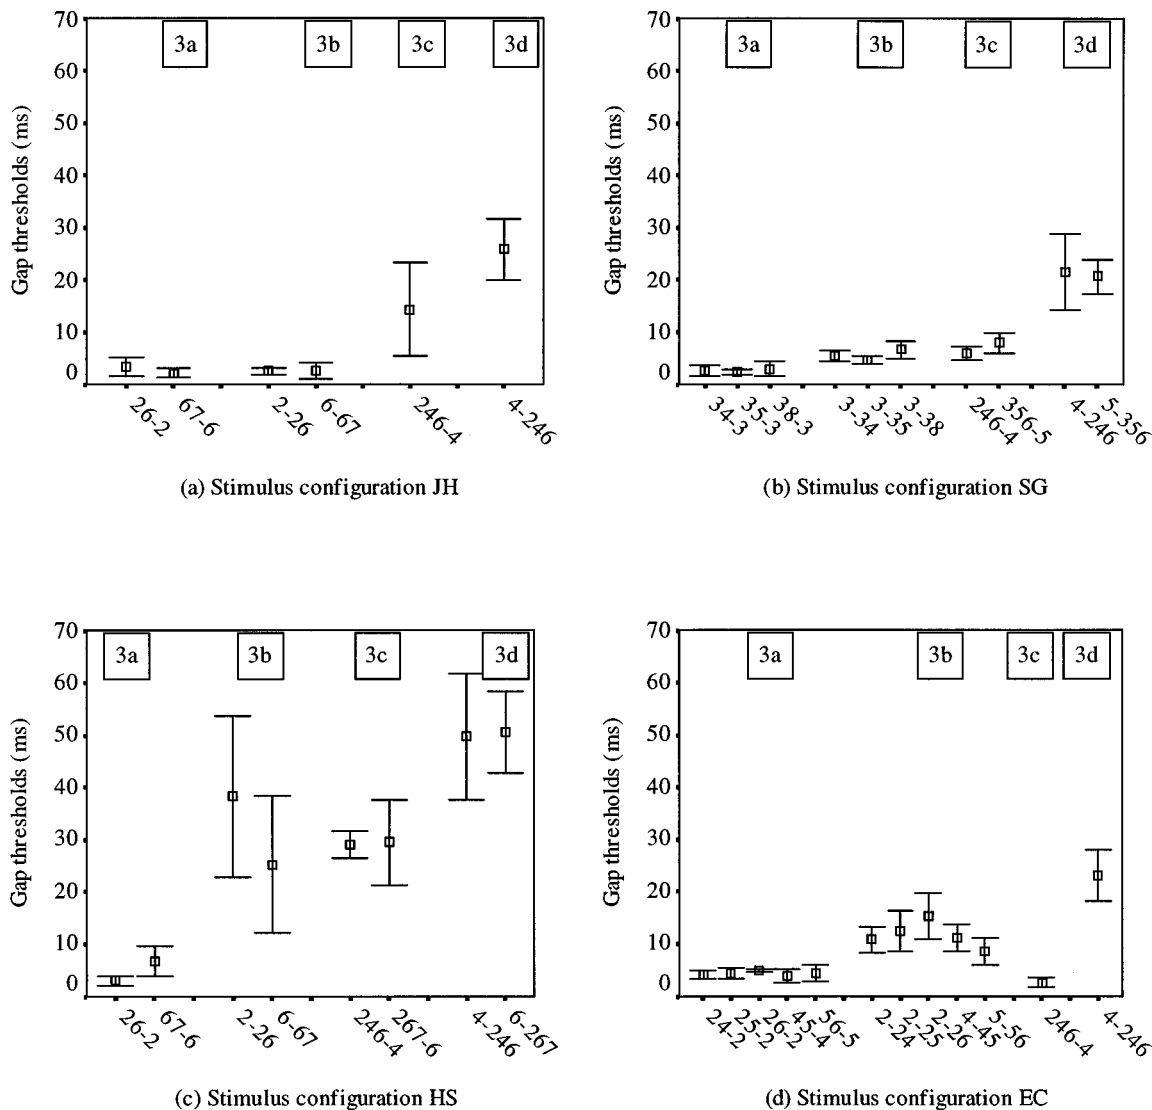 70
60
50
40
30
20
10
0
Gap thresholds (ms)
3a
3b
3c
3d
26-2
67-6
2-26
6-67
246-4
4-246
(a) Stimulus configuration JH
70
60
50
40
30
20
10
0
Gap thresholds (ms)
3a
3b
3c
3d
34-3
35-3
38-3
3-34
3-35
3-38
246-4
356-5
4-246
5-356
(b) Stimulus configuration SG
70
60
50
40
30
20
10
0
Gap thresholds (ms)
3a
3b
3c
3d
26-2
67-6
2-26
6-67
246-4
267-6
4-246
6-267
(c) Stimulus configuration HS
70
60
50
40
30
20
10
0
Gap thresholds (ms)
3a
3b
3c
3d
24-2
25-2
26-2
45-4
56-5
2-24
2-25
2-26
4-45
5-56
246-4
4-246
(d) Stimulus configuration EC